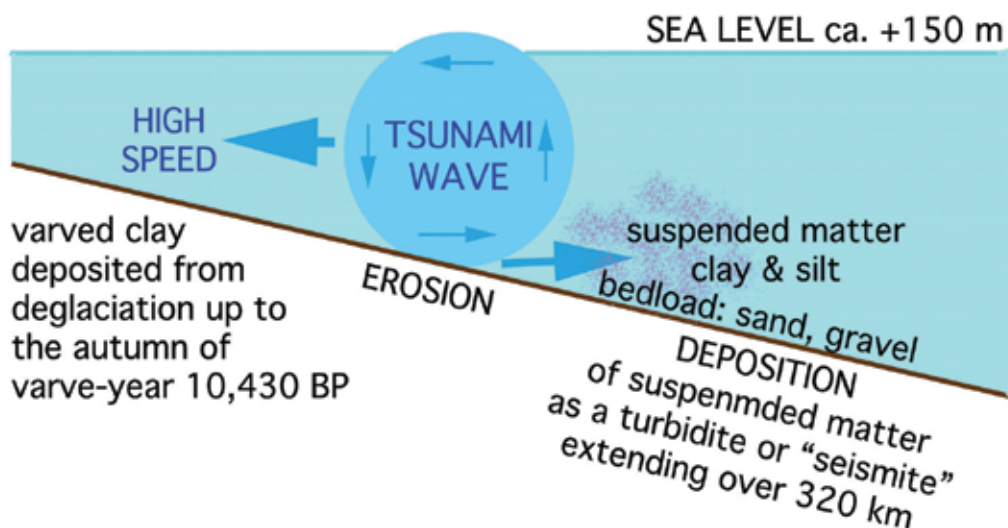 SEA LEVEL ca. +150 m
HIGH
SPEED
TSUNAMI
WAVE
varved clay
deposited from
deglaciation up to
the autumn of
varve-year 10,430 BP
EROSION
suspended matter
clay & silt
bedload: sand, gravel
DEPOSITION
of suspenmded matter
as a turbidite or “seismite”
extending over 320 km